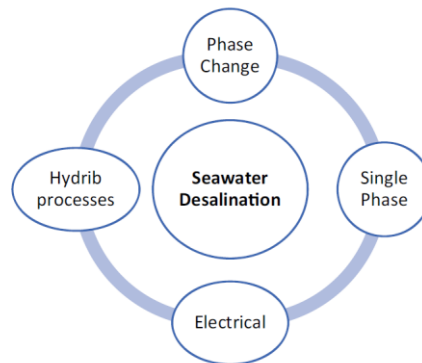 Phase
Change
Hydrib
processes
Seawater
Desalination
Single
Phase
Electrical